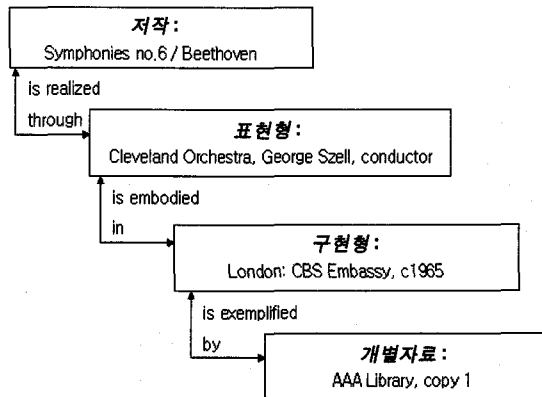 저작:
Symphonies no.6 / Beethoven
is realized
through
표현형:
Cleveland Orchestra, George Szell, conductor
is embodied
in
구현형:
London: CBS Embassy, c1965
is exemplified
by
개별자료:
AAA Library, copy 1